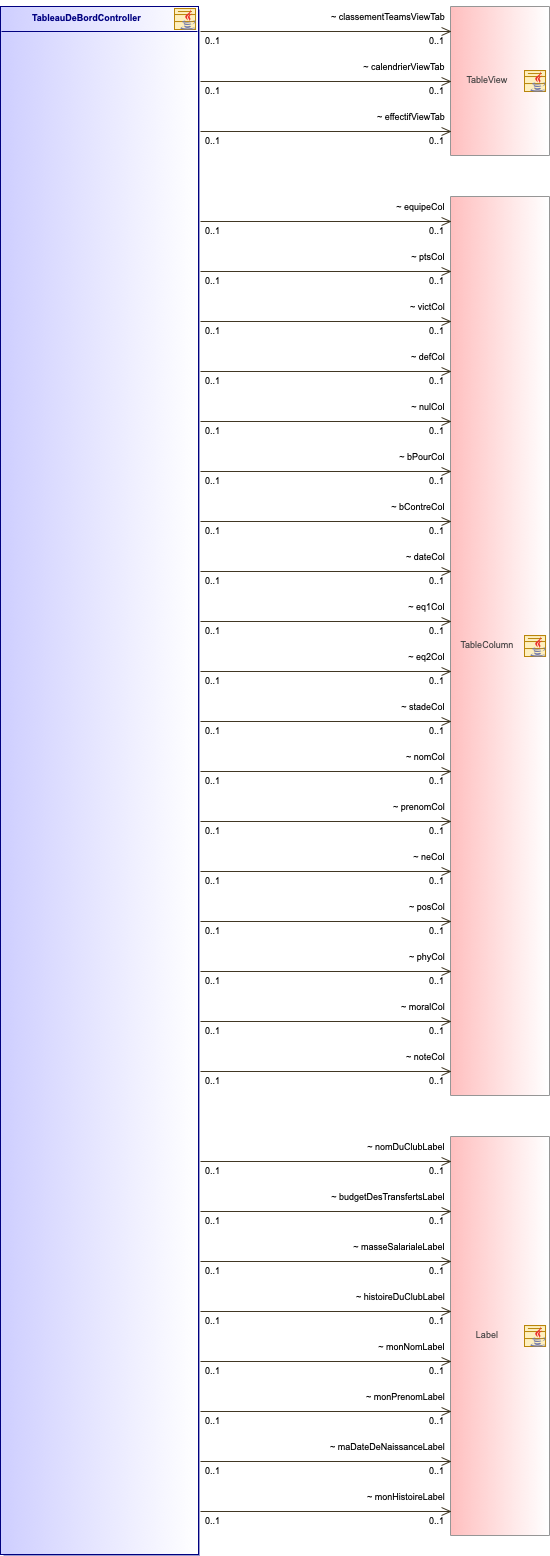 TableauDeBordController
~ classementTeamsViewTab
0..1 0..1
~ calendrierViewTab
0..1 0..1
TableView
~ effectifViewTab
0..1 0..1
~ equipeCol
0..1 0..1
~ ptsCol
0..1 0..1
~ victCol
0..1 0..1
~ defCol
0..1 0..1
~ nulCol
0..1 0..1
~ bPourCol
0..1 0..1
~ bContreCol
0..1 0..1
~ dateCol
0..1 0..1
~ eq1Col
0..1 0..1
TableColumn
~ eq2Col
0..1 0..1
~ stadeCol
0..1 0..1
~ nomCol
0..1 0..1
~ prenomCol
0..1 0..1
~ neCol
0..1 0..1
~ posCol
0..1 0..1
~ phyCol
0..1 0..1
~ moralCol
0..1 0..1
~ noteCol
0..1 0..1
~ nomDuClubLabel
0..1 0..1
~ budgetDesTransfertsLabel
0..1 0..1
~ masseSalarialeLabel
0..1 0..1
~ histoireDuClubLabel
0..1 0..1
Label
~ monNomLabel
0..1 0..1
~ monPrenomLabel
0..1 0..1
~ maDateDeNaissanceLabel
0..1 0..1
~ monHistoireLabel
0..1 0..1